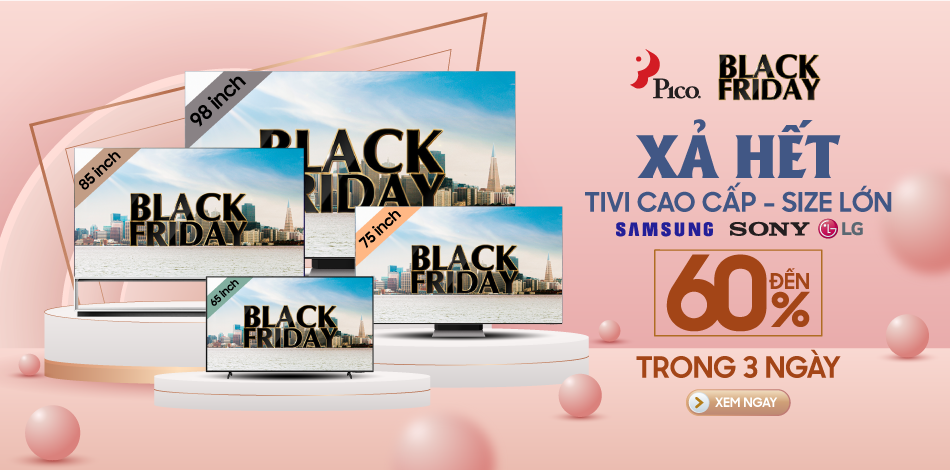 98 inch
BLACK
FRIDAY
85 inch
BLACK
FRIDAY
75 inch
BLACK
FRIDAY
65 inch
BLACK
FRIDAY
PICO.
BLACK
FRIDAY
XẢ HẾT
TIVI CAO CẤP - SIZE LỚN
SAMSUNG SONY LG
ĐẾN
60%
TRONG 3 NGÀY
XEM NGAY